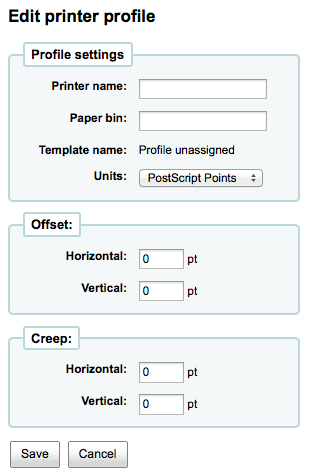 Edit printer profile
Profile settings
Printer name:
Paper bin:
Template name: Profile unassigned
Units: PostScript Points
Offset:
Horizontal: 0 pt
Vertical: 0 pt
Creep:
Horizontal: 0 pt
Vertical: 0 pt
Save Cancel